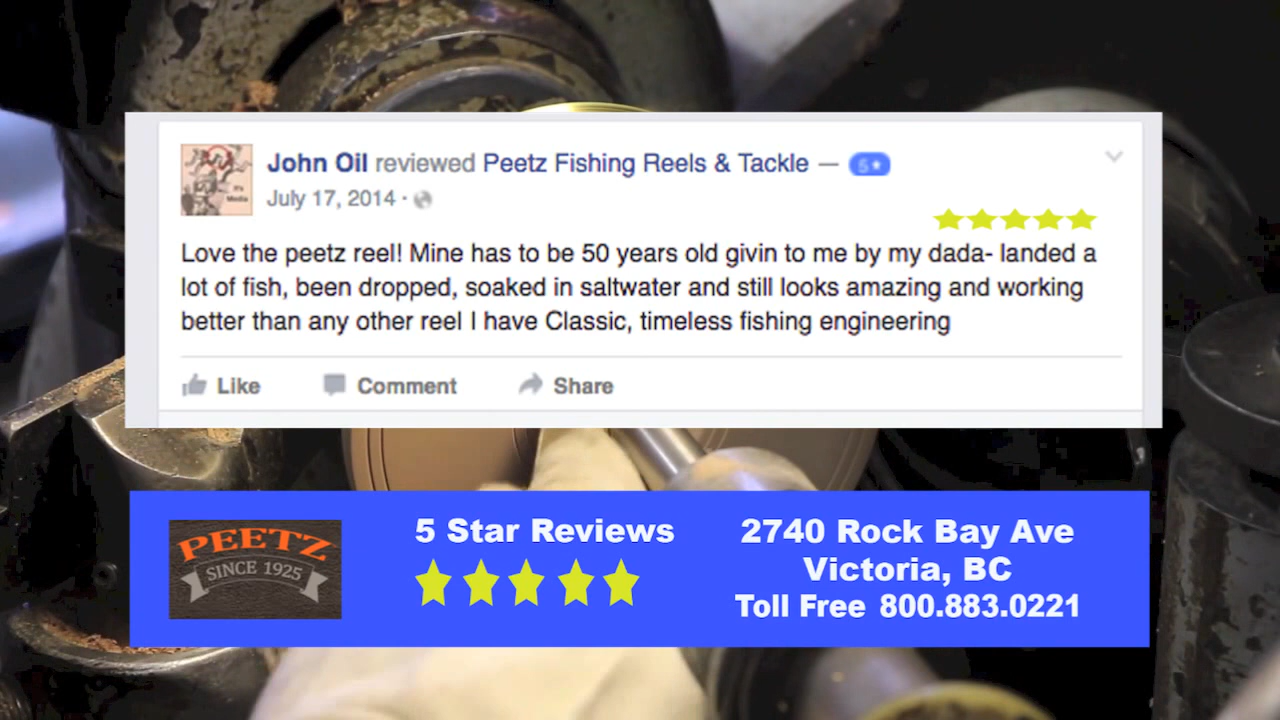 John Oil reviewed Peetz Fishing Reels & Tackle — 5★
July 17, 2014 ·
Love the peetz reel! Mine has to be 50 years old givin to me by my dada- landed a
lot of fish, been dropped, soaked in saltwater and still looks amazing and working
better than any other reel I have Classic, timeless fishing engineering
Like Comment Share
PEETZ
SINCE 1925
5 Star Reviews
2740 Rock Bay Ave
Victoria, BC
Toll Free 800.883.0221